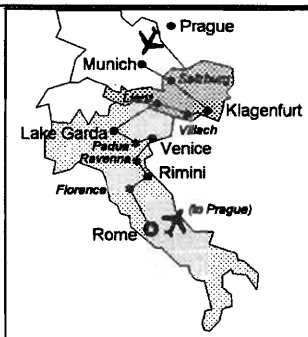 Prague
Munich
Salzburg
Klagenfurt
Villach
Lake Garda
Padua
Venice
Ravenna
Rimini
Florence
(to Prague)
Rome